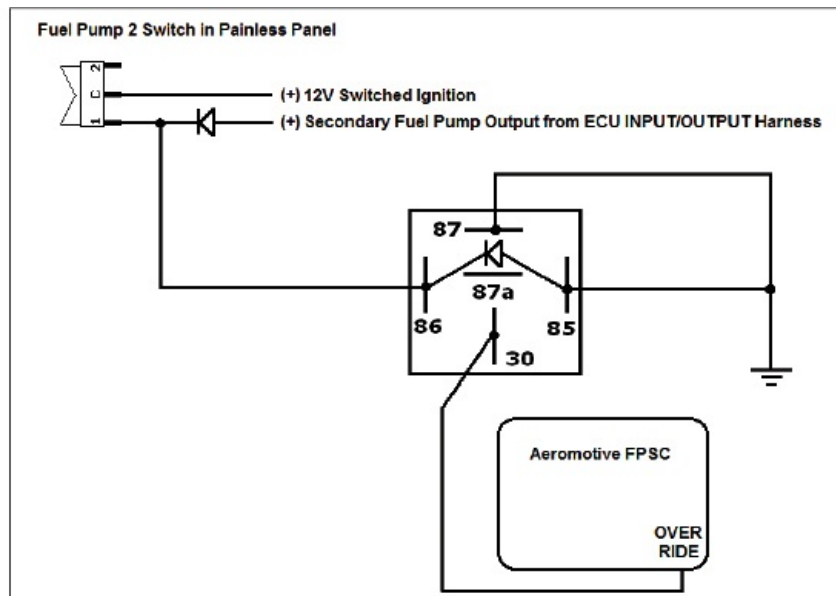 Fuel Pump 2 Switch in Painless Panel
2
C
(+) 12V Switched Ignition
1
(+) Secondary Fuel Pump Output from ECU INPUT/OUTPUT Harness
87
87a
86
85
30
Aeromotive FPSC
OVER
RIDE